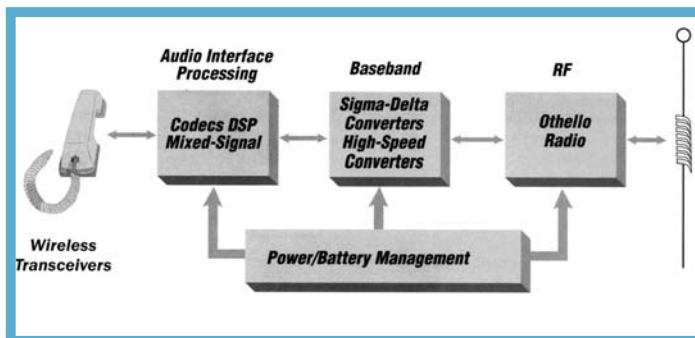 Audio Interface
Processing
Baseband
RF
Codecs DSP
Mixed-Signal
Sigma-Delta
Converters
High-Speed
Converters
Othello
Radio
Wireless
Transceivers
Power/Battery Management